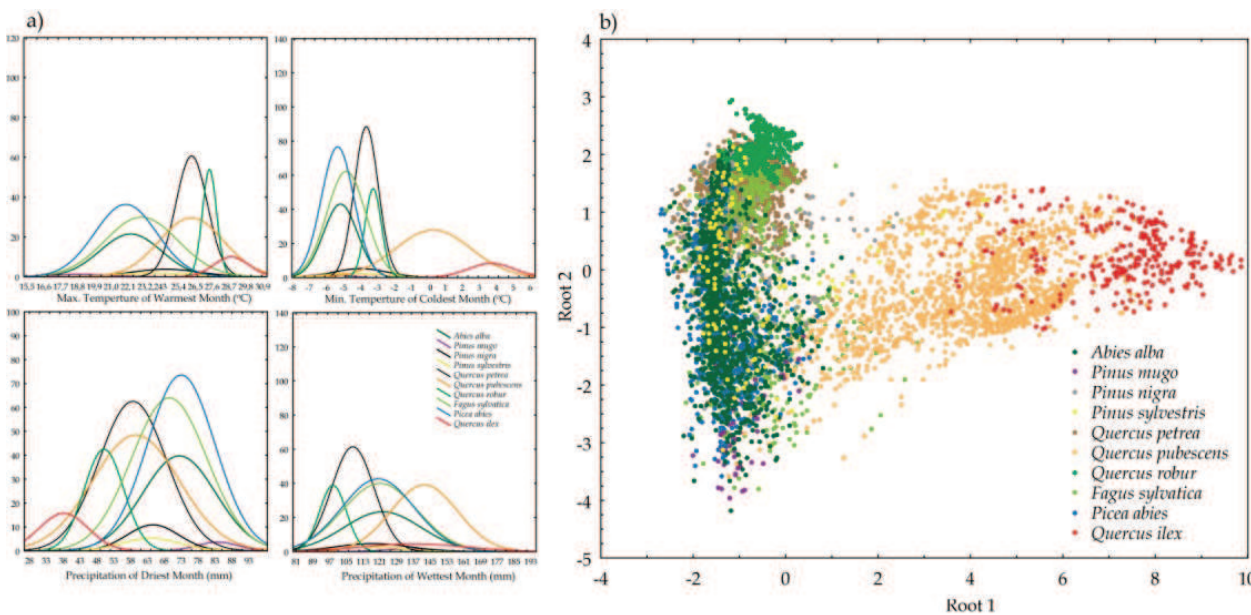 a)
120
100
80
60
40
20
0
15,5 16,6 17,7 18,8 19,9 21,0 22,1 23,2 243 25,4 26,5 27,6 28,7 29,8 30,9
Max. Temperture of Warmest Month (ºC)
140
120
100
80
60
40
20
0
-8 -7 -6 -5 -4 -3 -2 -1 0 1 2 3 4 5 6
Min. Temperture of Coldest Month (ºC)
100
90
80
70
60
50
40
30
20
10
0
28 33 38 43 48 53 58 63 68 73 78 83 88 93
Precipitation of Driest Month (mm)
140
120
100
80
60
40
20
0
Abies alba
Pinus mugo
Pinus nigra
Pinus sylvestris
Quercus petrea
Quercus pubescens
Quercus robur
Fagus sylvatica
Picea abies
Quercus ilex
81 89 97 105 113 121 129 137 145 153 161 169 177 185 193
Precipitation of Wettest Month (mm)
b)
4
3
2
1
0
-1
-2
-3
-4
-5
Root 2
Abies alba
Pinus mugo
Pinus nigra
Pinus sylvestris
Quercus petrea
Quercus pubescens
Quercus robur
Fagus sylvatica
Picea abies
Quercus ilex
-4 -2 0 2 4 6 8 10
Root 1